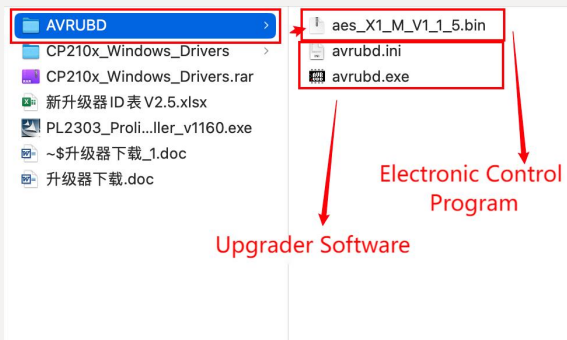 AVRUBD
CP210x_Windows_Drivers
CP210x_Windows_Drivers.rar
新升级器ID表V2.5.xlsx
PL2303_Proli...ller_v1160.exe
~$升级器下载_1.doc
升级器下载.doc
aes_X1_M_V1_1_5.bin
avrubd.ini
avrubd.exe
Electronic Control
Program
Upgrader Software